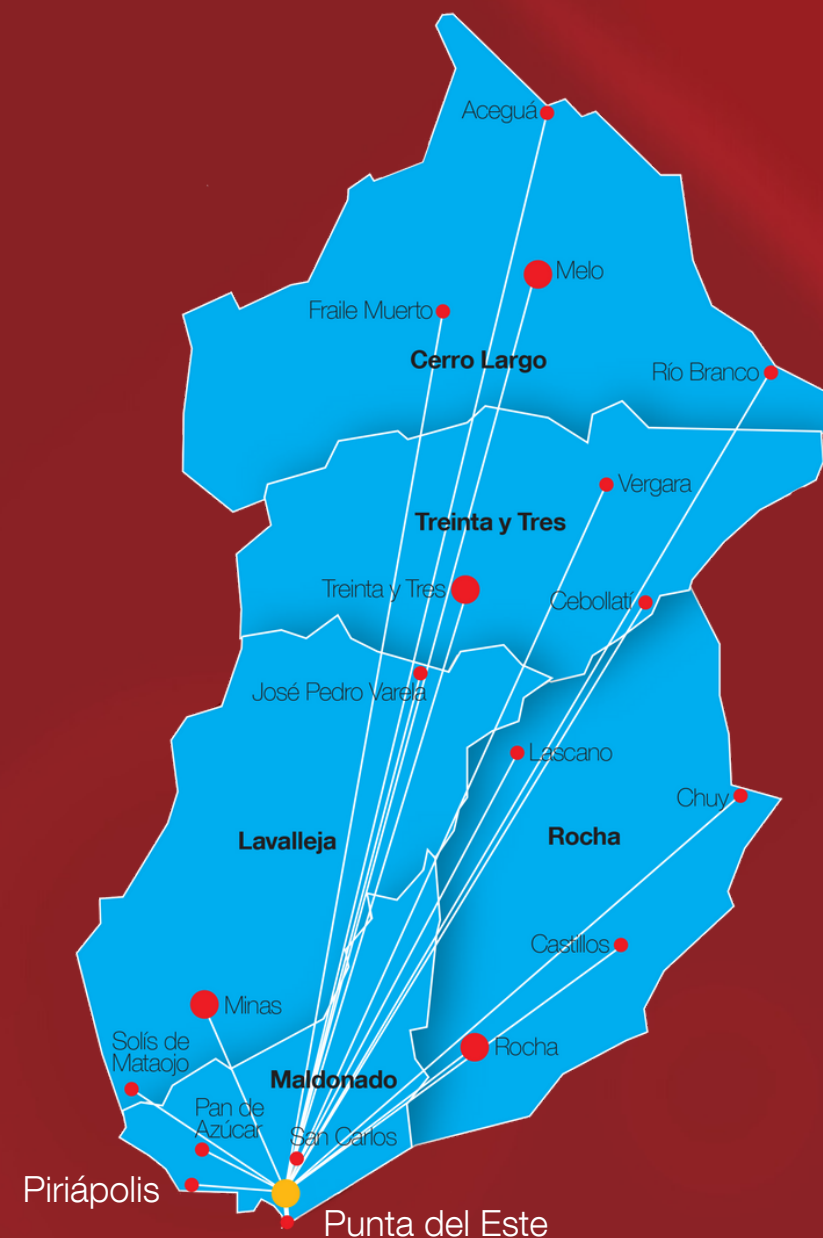 Aceguá
Melo
Fraile Muerto
Cerro Largo
Río Branco
Vergara
Treinta y Tres
Treinta y Tres
Cebollatí
José Pedro Varela
Lascano
Chuy
Lavalleja
Rocha
Castillos
Minas
Rocha
Solís de
Mataojo
Maldonado
Pan de
Azúcar
San Carlos
Piriápolis
Punta del Este